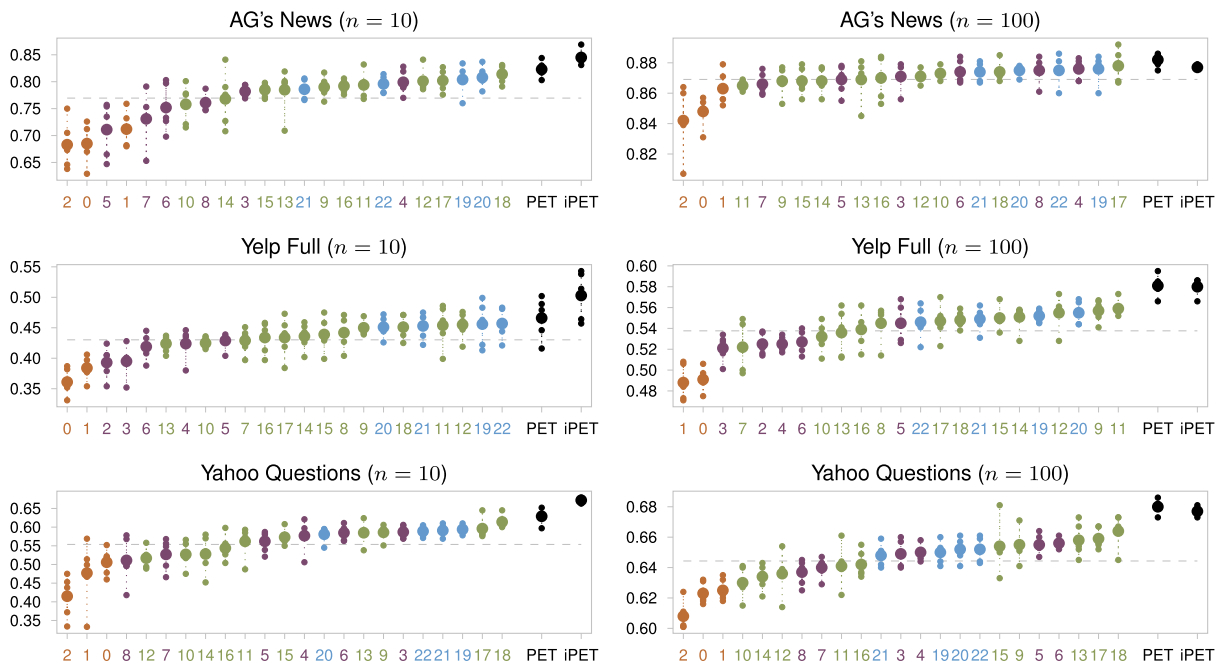 AG's News (n = 10)
0.85
0.80
0.75
0.70
0.65
2 0 5 1 7 6 10 8 14 3 15 13 21 9 16 11 22 4 12 17 19 20 18 PET iPET
AG's News (n = 100)
0.88
0.86
0.84
0.82
2 0 1 11 7 9 15 14 5 13 16 3 12 10 6 21 18 20 8 22 4 19 17 PET iPET
Yelp Full (n = 10)
0.55
0.50
0.45
0.40
0.35
0 1 2 3 6 13 4 10 5 7 16 17 14 15 8 9 20 18 21 11 12 19 22 PET iPET
Yelp Full (n = 100)
0.60
0.58
0.56
0.54
0.52
0.50
0.48
1 0 3 7 2 4 6 10 13 16 8 5 22 17 18 21 15 14 19 12 20 9 11 PET iPET
Yahoo Questions (n = 10)
0.65
0.60
0.55
0.50
0.45
0.40
0.35
2 1 0 8 12 7 10 14 16 11 5 15 4 20 6 13 9 3 22 21 19 17 18 PET iPET
Yahoo Questions (n = 100)
0.68
0.66
0.64
0.62
0.60
2 0 1 10 14 12 8 7 11 16 21 3 4 19 20 22 15 9 5 6 13 17 18 PET iPET